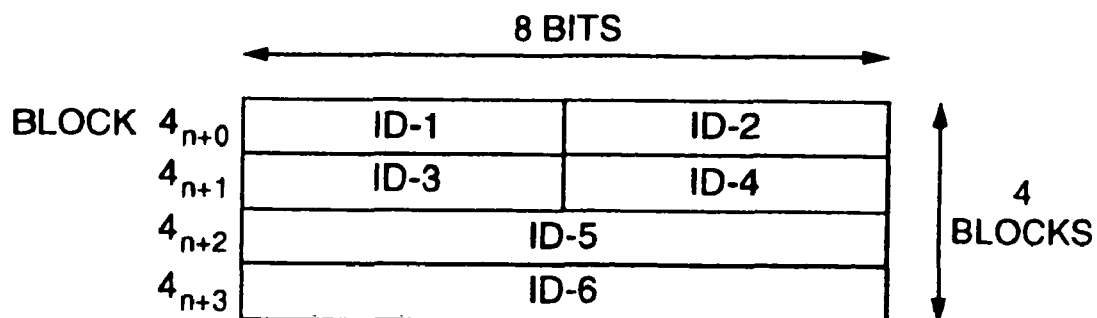 8 BITS
BLOCK 4n+0 ID-1 ID-2
4n+1 ID-3 ID-4
4n+2 ID-5
4n+3 ID-6
4
BLOCKS